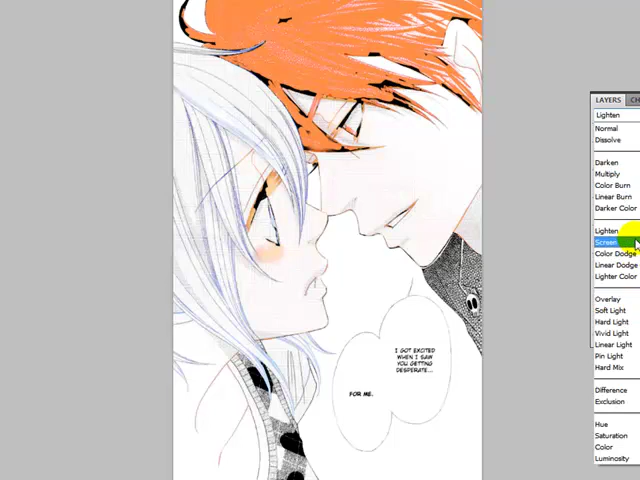 LAYERS CH
Lighten
Normal
Dissolve
Darken
Multiply
Color Burn
Linear Burn
Darker Color
Lighten
Screen
Color Dodge
Linear Dodge
Lighter Color
Overlay
Soft Light
Hard Light
Vivid Light
Linear Light
Pin Light
Hard Mix
Difference
Exclusion
Hue
Saturation
Color
Luminosity
I GOT EXCITED
WHEN I SAW
YOU GETTING
DESPERATE...
FOR ME.